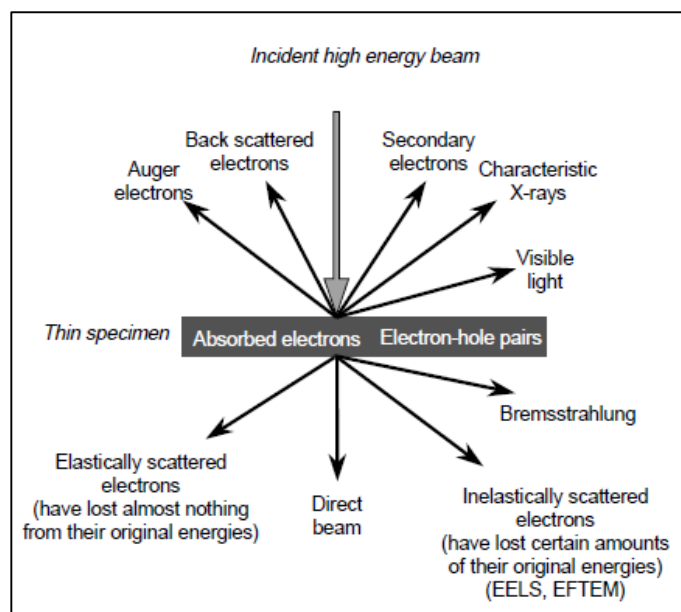 Incident high energy beam
Back scattered
electrons
Secondary
electrons
Auger
electrons
Characteristic
X-rays
Visible
light
Thin specimen
Absorbed electrons
Electron-hole pairs
Bremsstrahlung
Elastically scattered
electrons
(have lost almost nothing
from their original energies)
Direct
beam
Inelastically scattered
electrons
(have lost certain amounts
of their original energies)
(EELS, EFTEM)